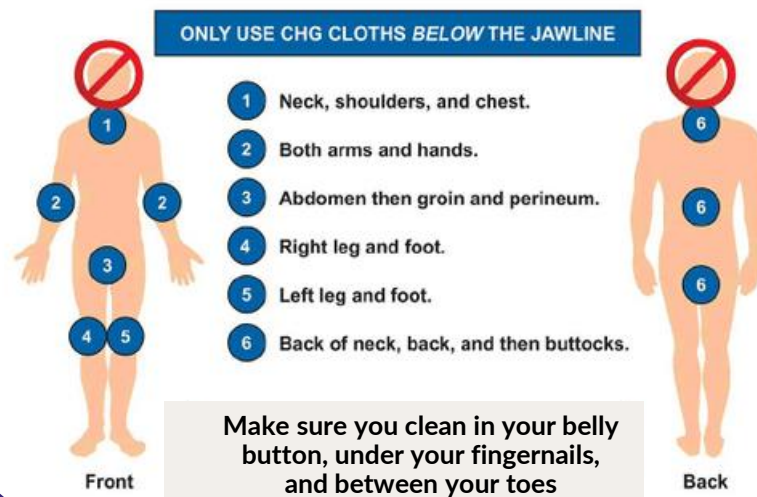 ONLY USE CHG CLOTHS BELOW THE JAWLINE
1 Neck, shoulders, and chest.
2 Both arms and hands.
3 Abdomen then groin and perineum.
4 Right leg and foot.
5 Left leg and foot.
6 Back of neck, back, and then buttocks.
1
2 2
3
4 5
Front
6
6
6
Back
Make sure you clean in your belly
button, under your fingernails,
and between your toes